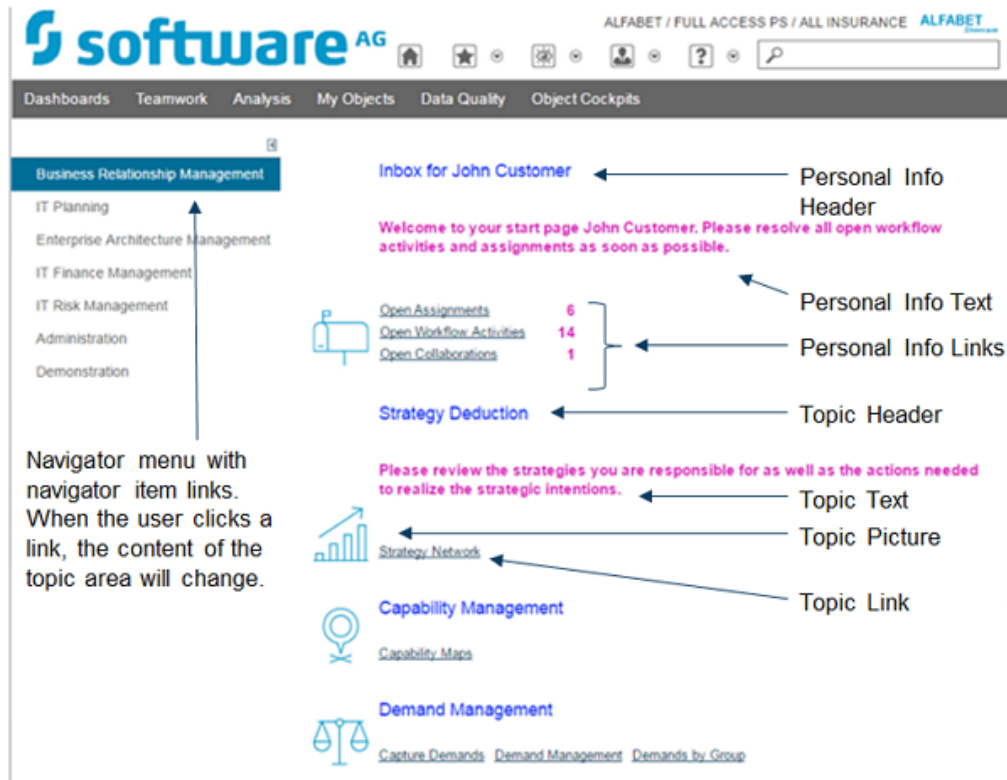 software AG
ALFABET / FULL ACCESS PS / ALL INSURANCE ALFABET
Showcase
Dashboards Teamwork Analysis My Objects Data Quality Object Cockpits
Business Relationship Management
IT Planning
Enterprise Architecture Management
IT Finance Management
IT Risk Management
Administration
Demonstration
Navigator menu with
navigator item links.
When the user clicks a
link, the content of the
topic area will change.
Inbox for John Customer
Welcome to your start page John Customer. Please resolve all open workflow
activities and assignments as soon as possible.
Open Assignments 6
Open Workflow Activities 14
Open Collaborations 1
Strategy Deduction
Please review the strategies you are responsible for as well as the actions needed
to realize the strategic intentions.
Strategy Network
Capability Management
Capability Maps
Demand Management
Capture Demands Demand Management Demands by Group
Personal Info
Header
Personal Info Text
Personal Info Links
Topic Header
Topic Text
Topic Picture
Topic Link